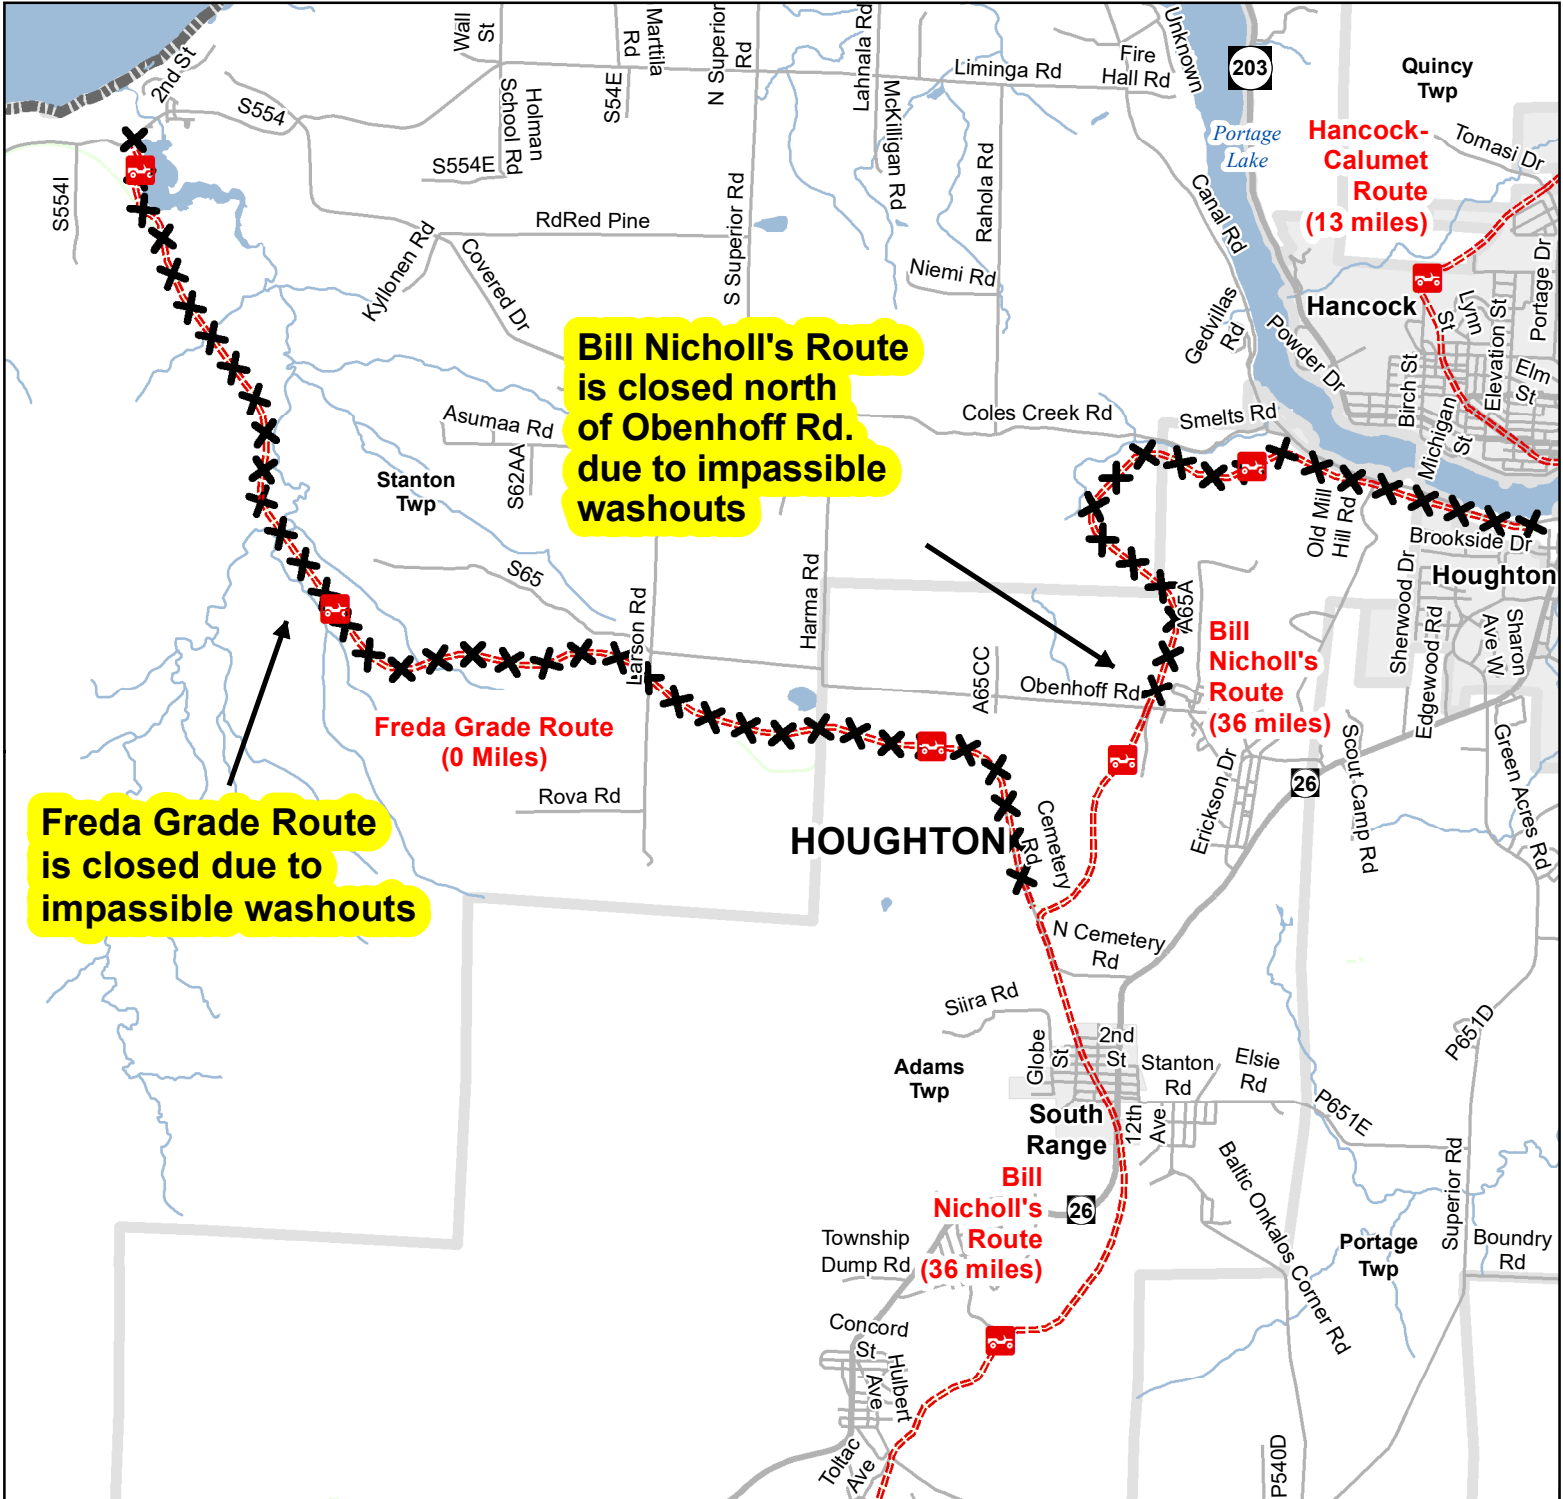 Wall
St
Marttila
Rd
N Superior
Rd
Lahnala Rd
Unknown
Fire
Hall Rd
203
Quincy
Twp
2nd St
S554
Holman
School Rd
S54E
Liminga Rd
McKilligan Rd
Portage
Lake
Hancock-
Calumet
Route
(13 miles)
Tomasi Dr
S554I
S554E
RdRed Pine
S Superior Rd
Rahola Rd
Canal Rd
Portage Dr
Kyllonen Rd
Covered Dr
Niemi Rd
Gedvillas
Rd
Powder Dr
Hancock
Lynn
St
Elevation St
Elm
St
Birch St
Michigan
St
Bill Nicholl's Route
is closed north
of Obenhoff Rd.
due to impassible
washouts
Asumaa Rd
S62AA
Stanton
Twp
Coles Creek Rd
Smelts Rd
Old Mill
Hill Rd
Brookside Dr
Houghton
S65
Larson Rd
Harma Rd
A65A
Sherwood Dr
Edgewood Rd
Sharon
Ave W
Bill
Nicholl's
Route
(36 miles)
A65CC
Obenhoff Rd
Freda Grade Route
(0 Miles)
Rova Rd
Erickson Dr
26
Scout Camp Rd
Green Acres Rd
Freda Grade Route
is closed due to
impassible washouts
HOUGHTON
Cemetery
Rd
N Cemetery
Rd
Siira Rd
Globe
St
2nd
St
Stanton
Rd
Elsie
Rd
P651D
Adams
Twp
South
Range
12th
Ave
P651E
Bill
Nicholl's
Route
(36 miles)
26
Baltic Onkalos Corner Rd
Superior Rd
Township
Dump Rd
Portage
Twp
Boundry
Rd
Concord
St
Hulbert
Ave
Toltac
Ave
P540D